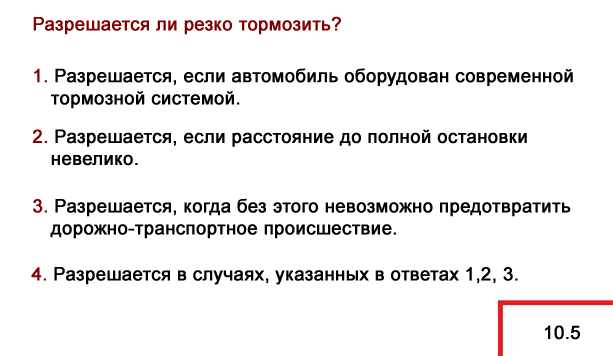 Разрешается ли резко тормозить?
1. Разрешается, если автомобиль оборудован современной
тормозной системой.
2. Разрешается, если расстояние до полной остановки
невелико.
3. Разрешается, когда без этого невозможно предотвратить
дорожно-транспортное происшествие.
4. Разрешается в случаях, указанных в ответах 1,2, 3.
10.5